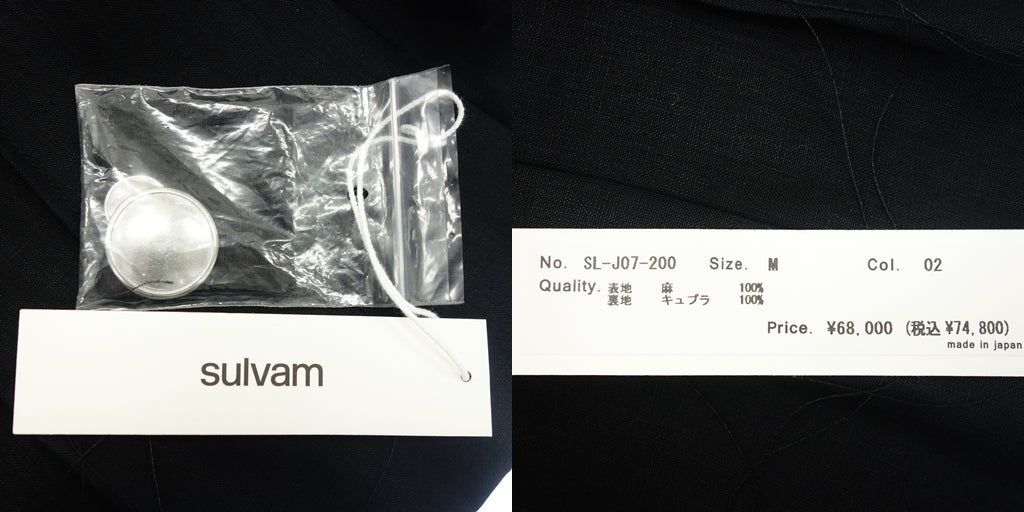 sulvam
No. SL-J07-200 Size. M Col. 02
Quality. 表地 麻 100%
裏地 キュプラ 100%
Price. ¥68,000 (税込 ¥74,800)
made in japan